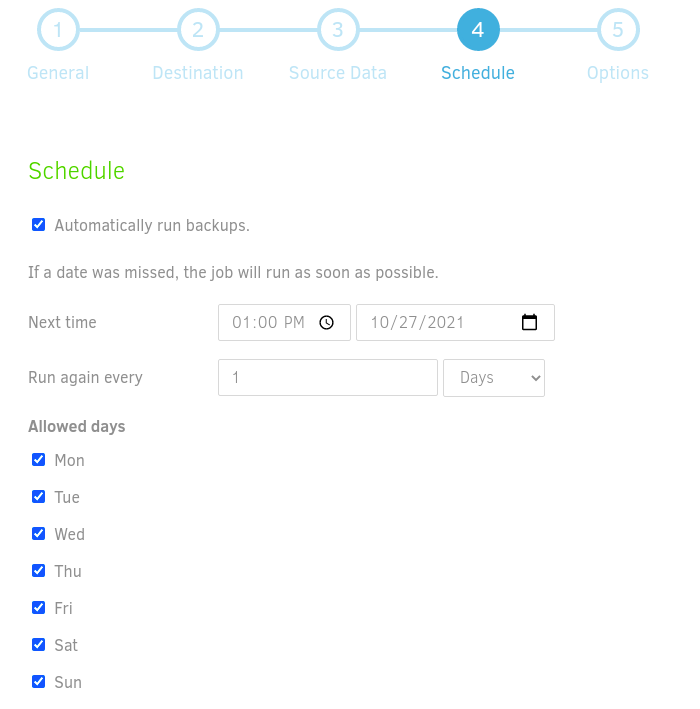 1 2 3 4 5
General Destination Source Data Schedule Options
Schedule
Automatically run backups.
If a date was missed, the job will run as soon as possible.
Next time 01:00 PM 10/27/2021
Run again every 1 Days
Allowed days
Mon
Tue
Wed
Thu
Fri
Sat
Sun